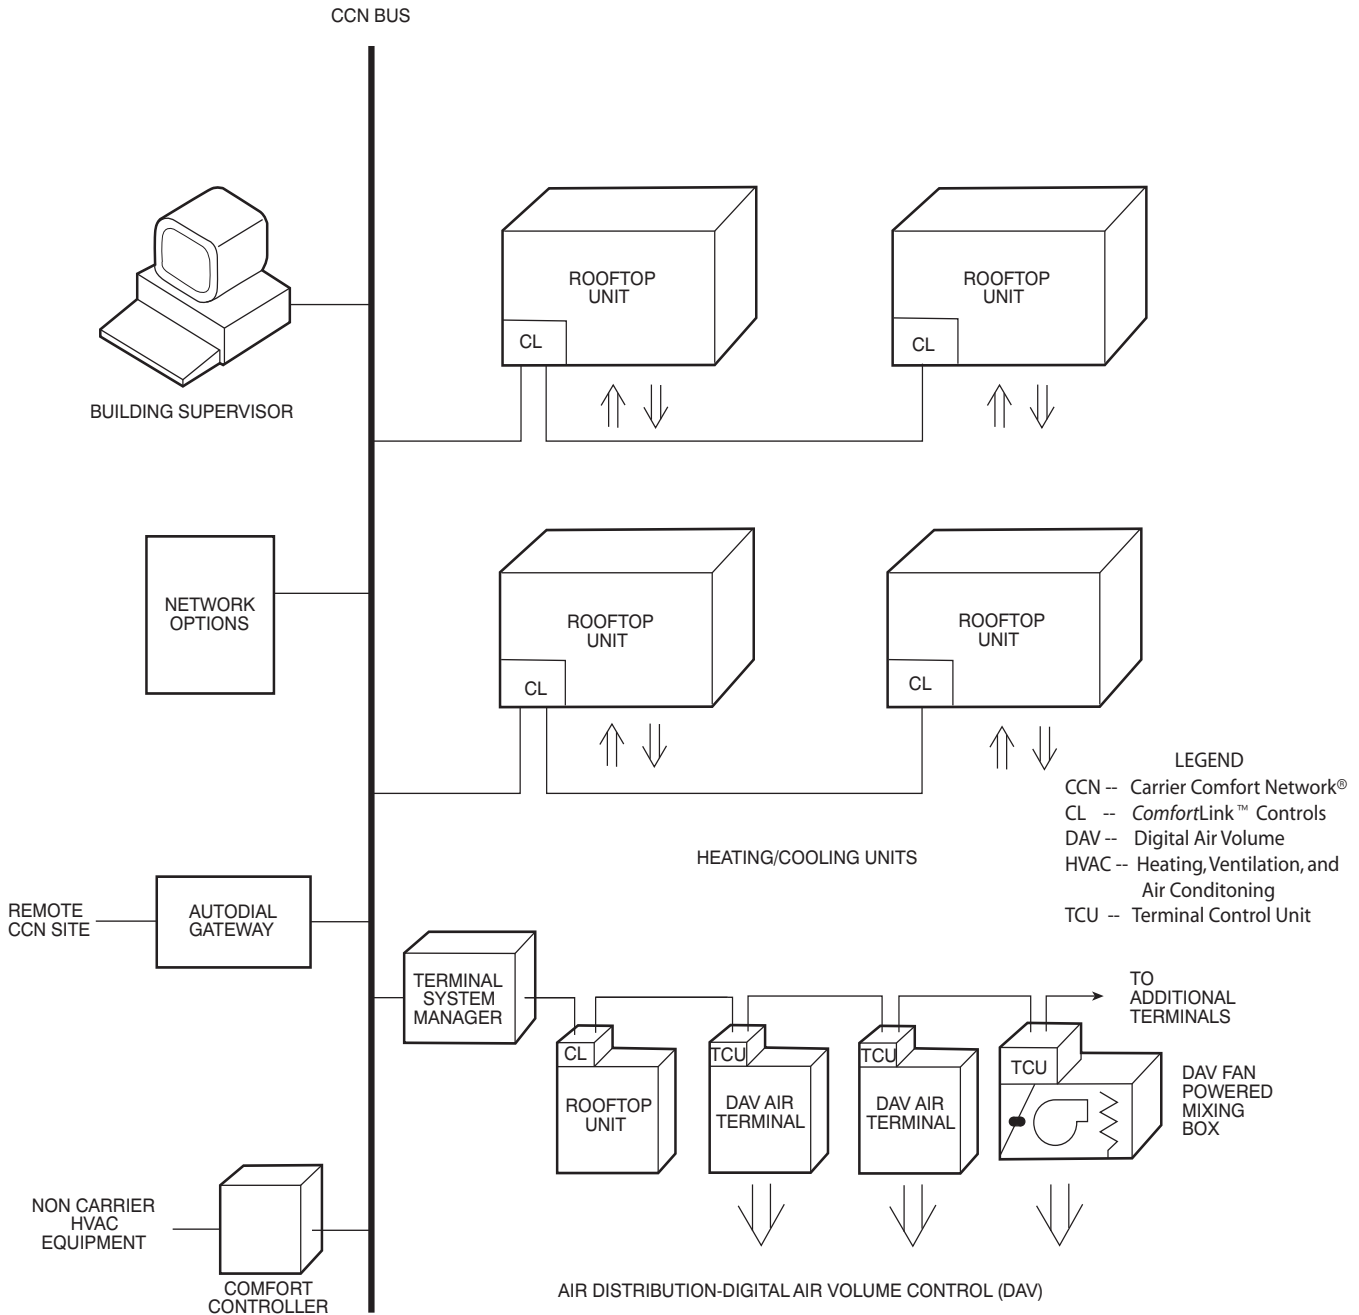 CCN BUS
ROOFTOP
UNIT
CL
ROOFTOP
UNIT
CL
BUILDING SUPERVISOR
NETWORK
OPTIONS
ROOFTOP
UNIT
CL
ROOFTOP
UNIT
CL
LEGEND
CCN -- Carrier Comfort Network®
CL -- ComfortLink™ Controls
DAV -- Digital Air Volume
HVAC -- Heating, Ventilation, and
Air Conditoning
TCU -- Terminal Control Unit
HEATING/COOLING UNITS
REMOTE
CCN SITE
AUTODIAL
GATEWAY
TERMINAL
SYSTEM
MANAGER
TO
ADDITIONAL
TERMINALS
CL
ROOFTOP
UNIT
TCU
DAV AIR
TERMINAL
TCU
DAV AIR
TERMINAL
TCU
DAV FAN
POWERED
MIXING
BOX
NON CARRIER
HVAC
EQUIPMENT
COMFORT
CONTROLLER
AIR DISTRIBUTION-DIGITAL AIR VOLUME CONTROL (DAV)